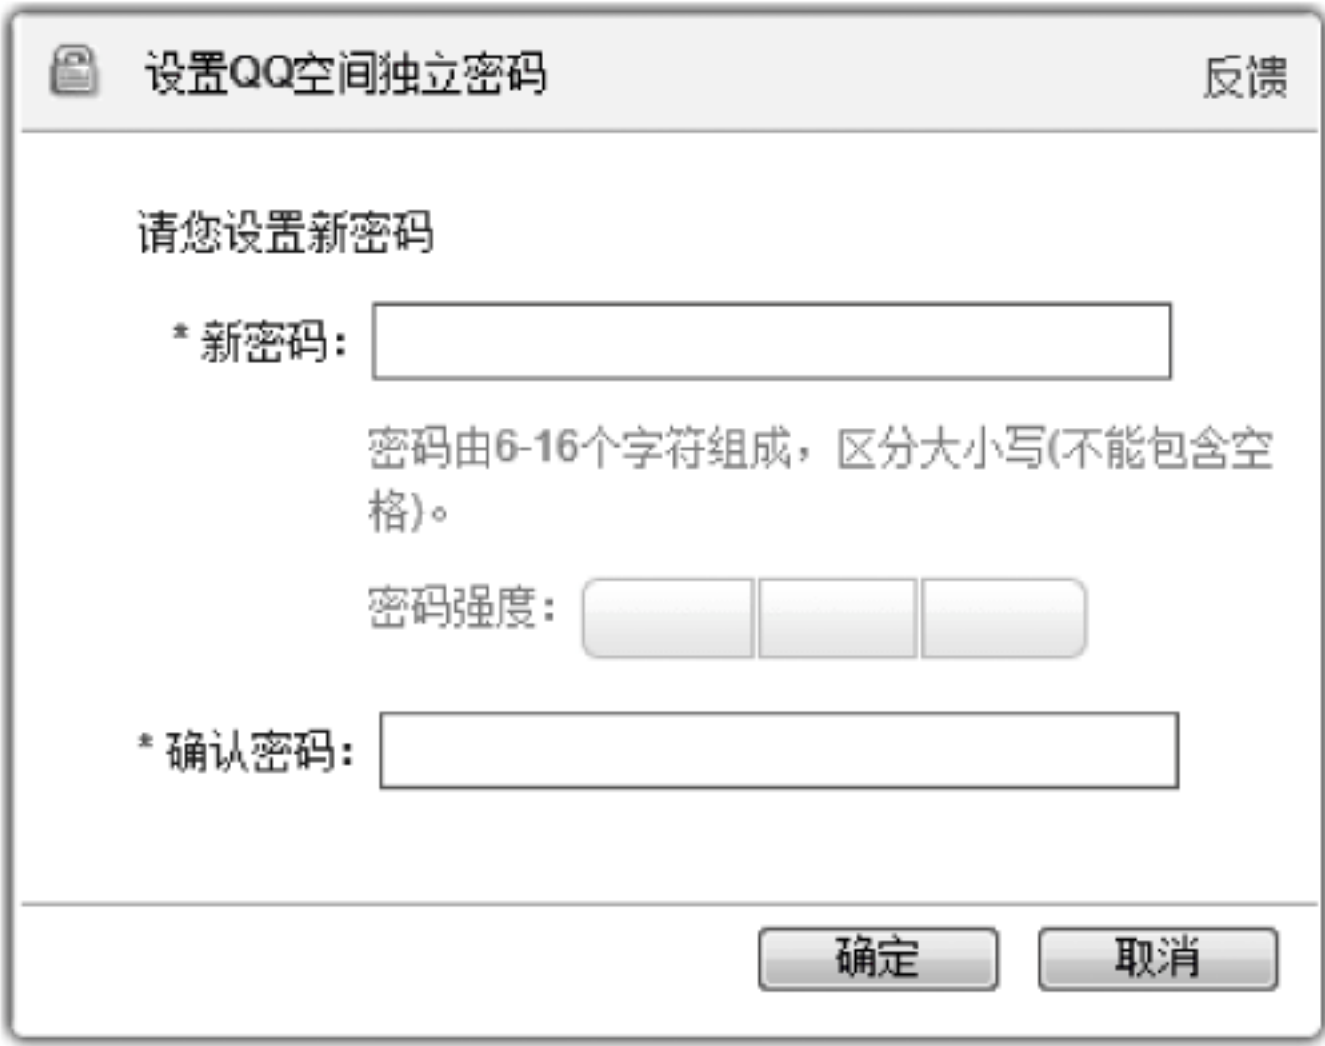 设置QQ空间独立密码 反馈
请您设置新密码
* 新密码：
密码由6-16个字符组成，区分大小写(不能包含空
格)。
密码强度：
* 确认密码：
确定 取消